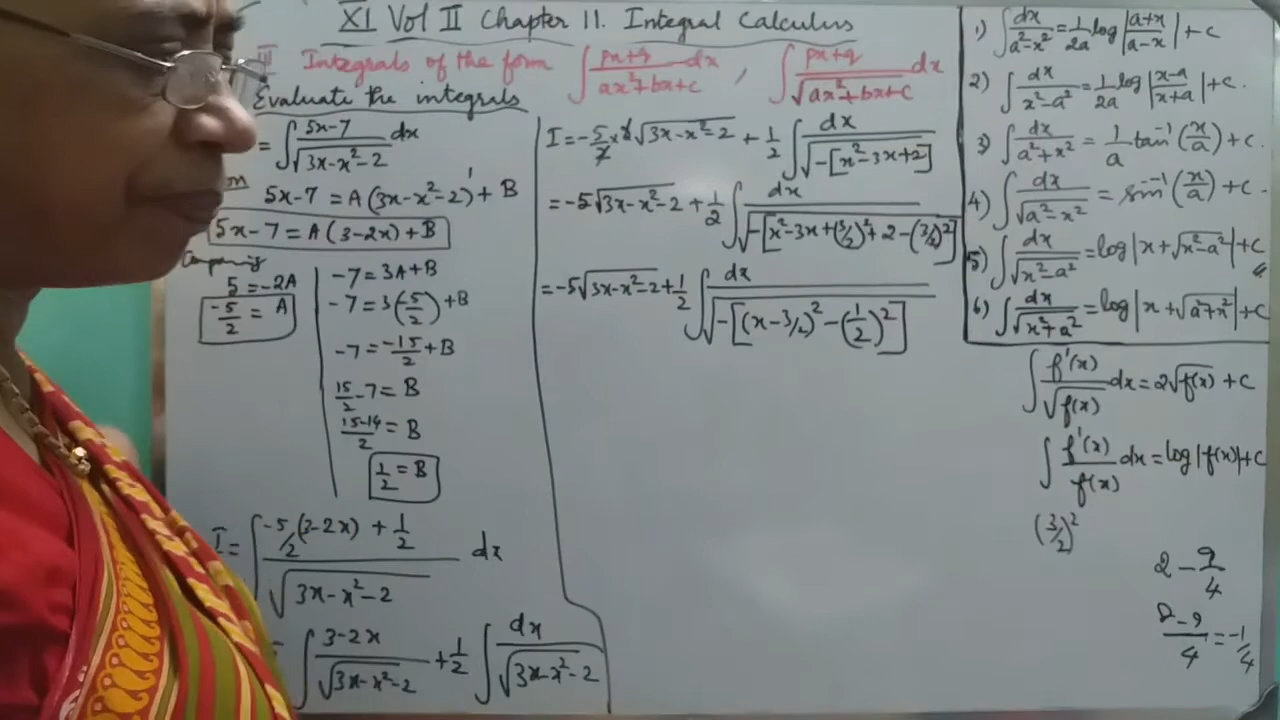 XI Vol II Chapter 11. Integral Calculus
III Integrals of the form ∫ (px+q)/(ax²+bx+c) dx , ∫ (px+q)/√(ax²+bx+c) dx
Evaluate the integrals
= ∫ (5x-7)/√(3x-x²-2) dx
5x-7 = A(3x-x²-2)' + B
5x-7 = A(3-2x)+B
Comparing
5 = -2A
-5/2 = A
-7 = 3A+B
-7 = 3(-5/2)+B
-7 = -15/2 + B
15/2 - 7 = B
(15-14)/2 = B
1/2 = B
I = ∫ (-5/2(3-2x) + 1/2)/√(3x-x²-2) dx
∫ (3-2x)/√(3x-x²-2) + 1/2 ∫ dx/√(3x-x²-2)
I = -5/2 × 2√(3x-x²-2) + 1/2 ∫ dx/√(-[x²-3x+2])
= -5√(3x-x²-2) + 1/2 ∫ dx/√(-[x²-3x+(3/2)²+2-(3/2)²])
= -5√(3x-x²-2) + 1/2 ∫ dx/√(-[(x-3/2)²-(1/2)²])
1) ∫ dx/(a²-x²) = 1/2a log|(a+x)/(a-x)| + c
2) ∫ dx/(x²-a²) = 1/2a log|(x-a)/(x+a)| + c.
3) ∫ dx/(a²+x²) = 1/a tan⁻¹(x/a) + c.
4) ∫ dx/√(a²-x²) = sin⁻¹(x/a) + c.
5) ∫ dx/√(x²-a²) = log|x+√(x²-a²)| + c
6) ∫ dx/√(x²+a²) = log|x+√(a²+x²)| + c
∫ f'(x)/√f(x) dx = 2√f(x) + c
∫ f'(x)/f(x) dx = log|f(x)|+c
(3/2)²
2 - 9/4
(8-9)/4 = -1/4